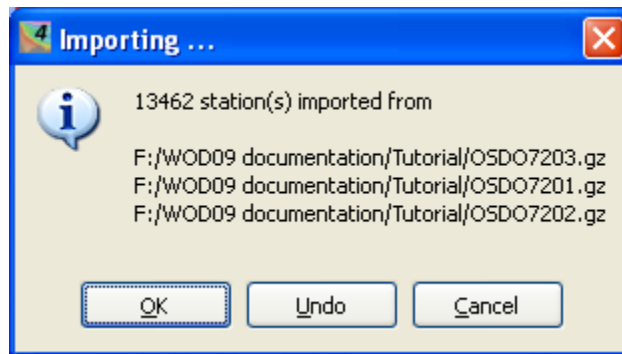 4 Importing ...
13462 station(s) imported from
F:/WOD09 documentation/Tutorial/OSDO7203.gz
F:/WOD09 documentation/Tutorial/OSDO7201.gz
F:/WOD09 documentation/Tutorial/OSDO7202.gz
OK Undo Cancel